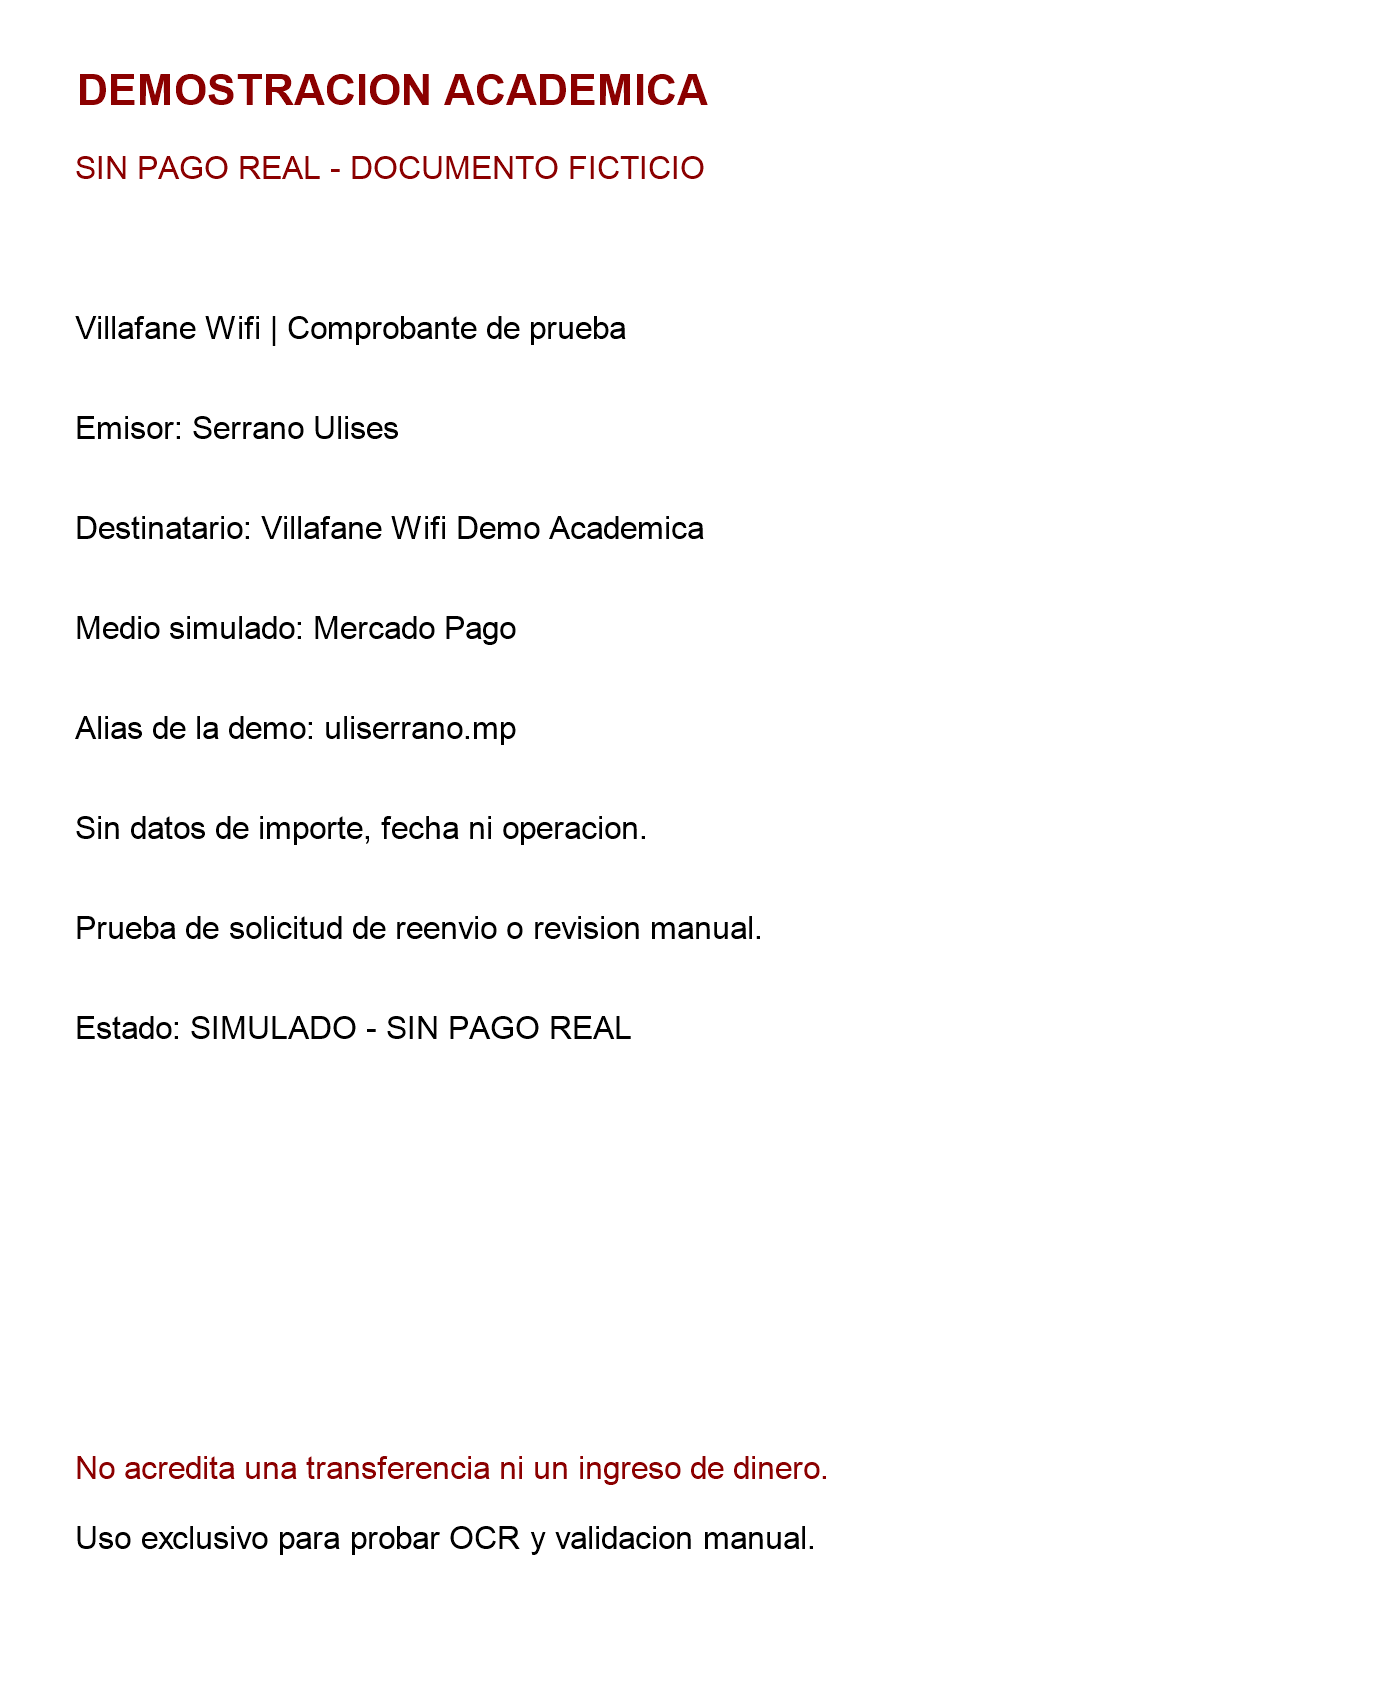 DEMOSTRACION ACADEMICA
SIN PAGO REAL - DOCUMENTO FICTICIO
Villafane Wifi | Comprobante de prueba
Emisor: Serrano Ulises
Destinatario: Villafane Wifi Demo Academica
Medio simulado: Mercado Pago
Alias de la demo: uliserrano.mp
Sin datos de importe, fecha ni operacion.
Prueba de solicitud de reenvio o revision manual.
Estado: SIMULADO - SIN PAGO REAL
No acredita una transferencia ni un ingreso de dinero.
Uso exclusivo para probar OCR y validacion manual.